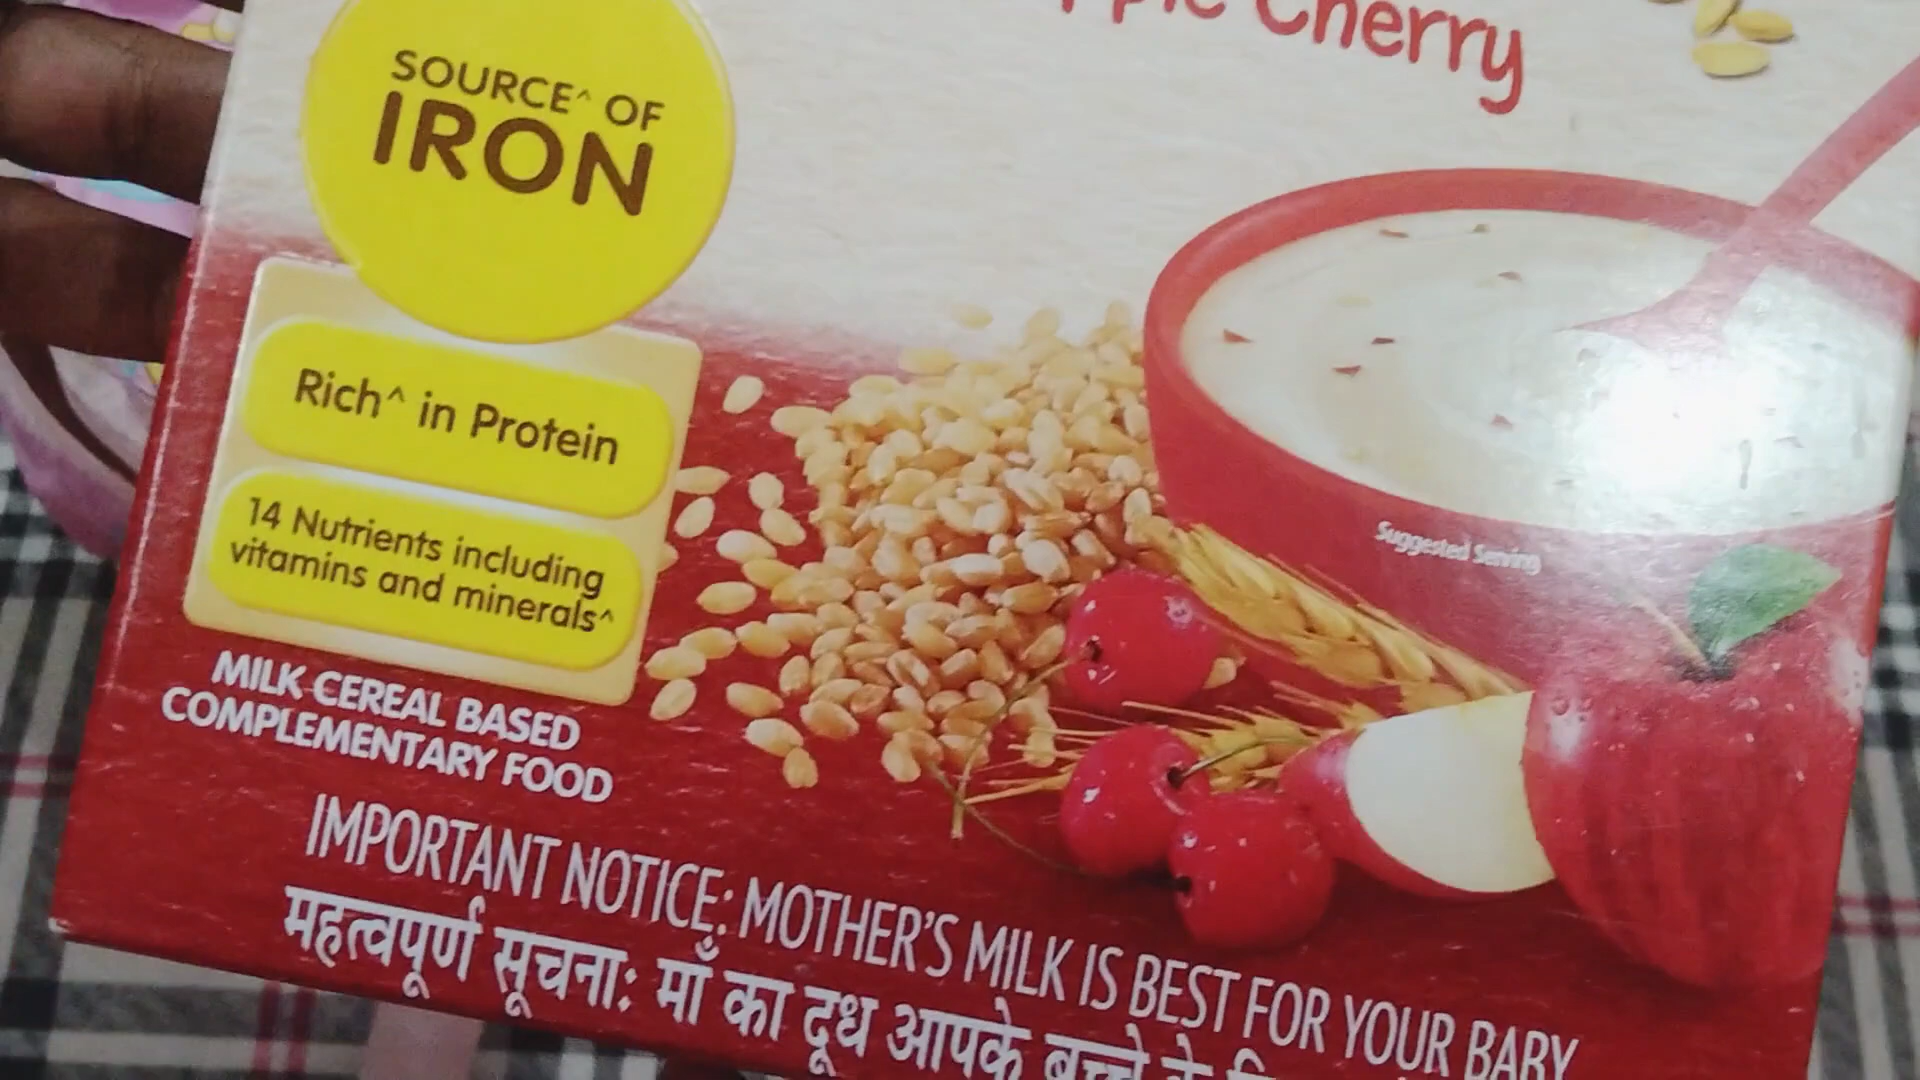 Cherry
SOURCE^ OF
IRON
Rich^ in Protein
14 Nutrients including
vitamins and minerals^
Suggested Serving
MILK CEREAL BASED
COMPLEMENTARY FOOD
IMPORTANT NOTICE: MOTHER'S MILK IS BEST FOR YOUR BABY
महत्वपूर्ण सूचना: माँ का दूध आपके बच्चे के